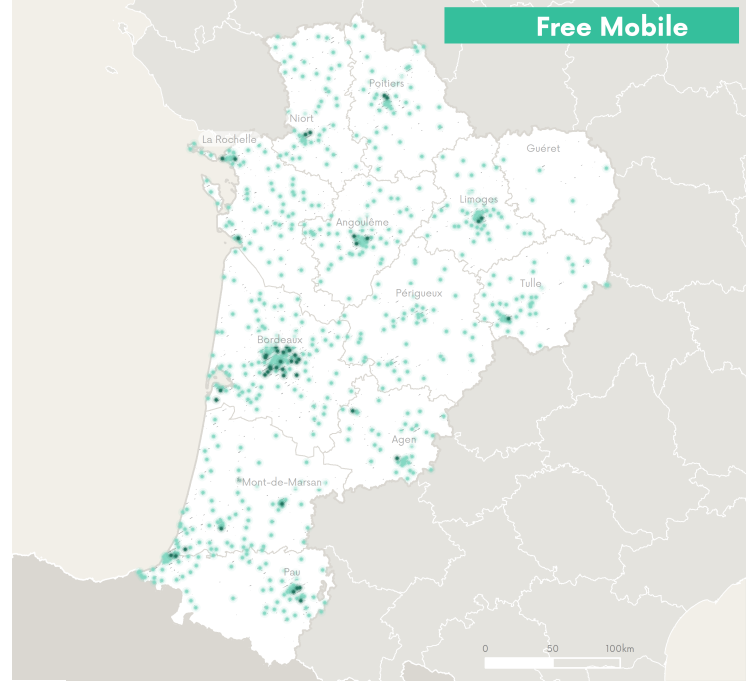 Free Mobile
Poitiers
Niort
La Rochelle
Guéret
Limoges
Angoulême
Tulle
Périgueux
Bordeaux
Agen
Mont-de-Marsan
Pau
0 50 100km